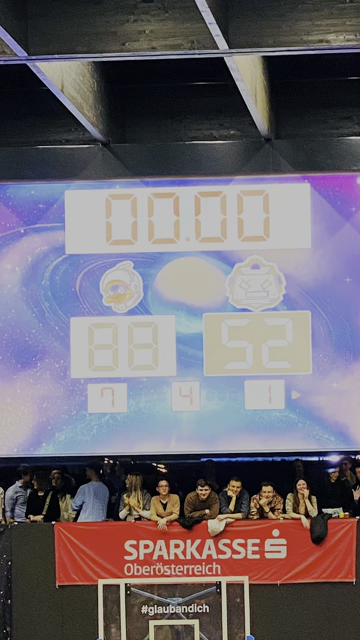 00:00
88 52
7 4 1
SPARKASSE
Oberösterreich
#glaubandich